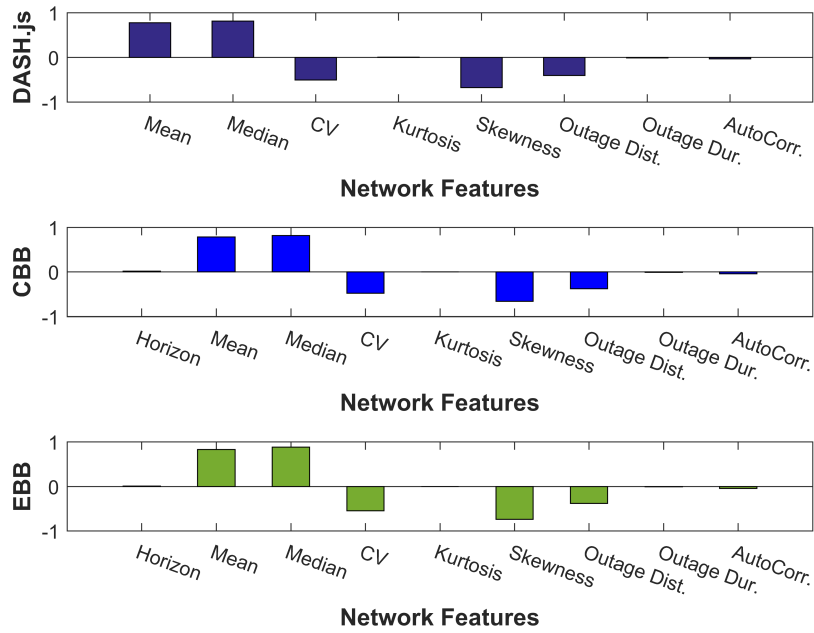 DASH.js
1
0
-1
Mean Median CV Kurtosis Skewness Outage Dist. Outage Dur. AutoCorr.
Network Features
CBB
1
0
-1
Horizon Mean Median CV Kurtosis Skewness Outage Dist. Outage Dur. AutoCorr.
Network Features
EBB
1
0
-1
Horizon Mean Median CV Kurtosis Skewness Outage Dist. Outage Dur. AutoCorr.
Network Features